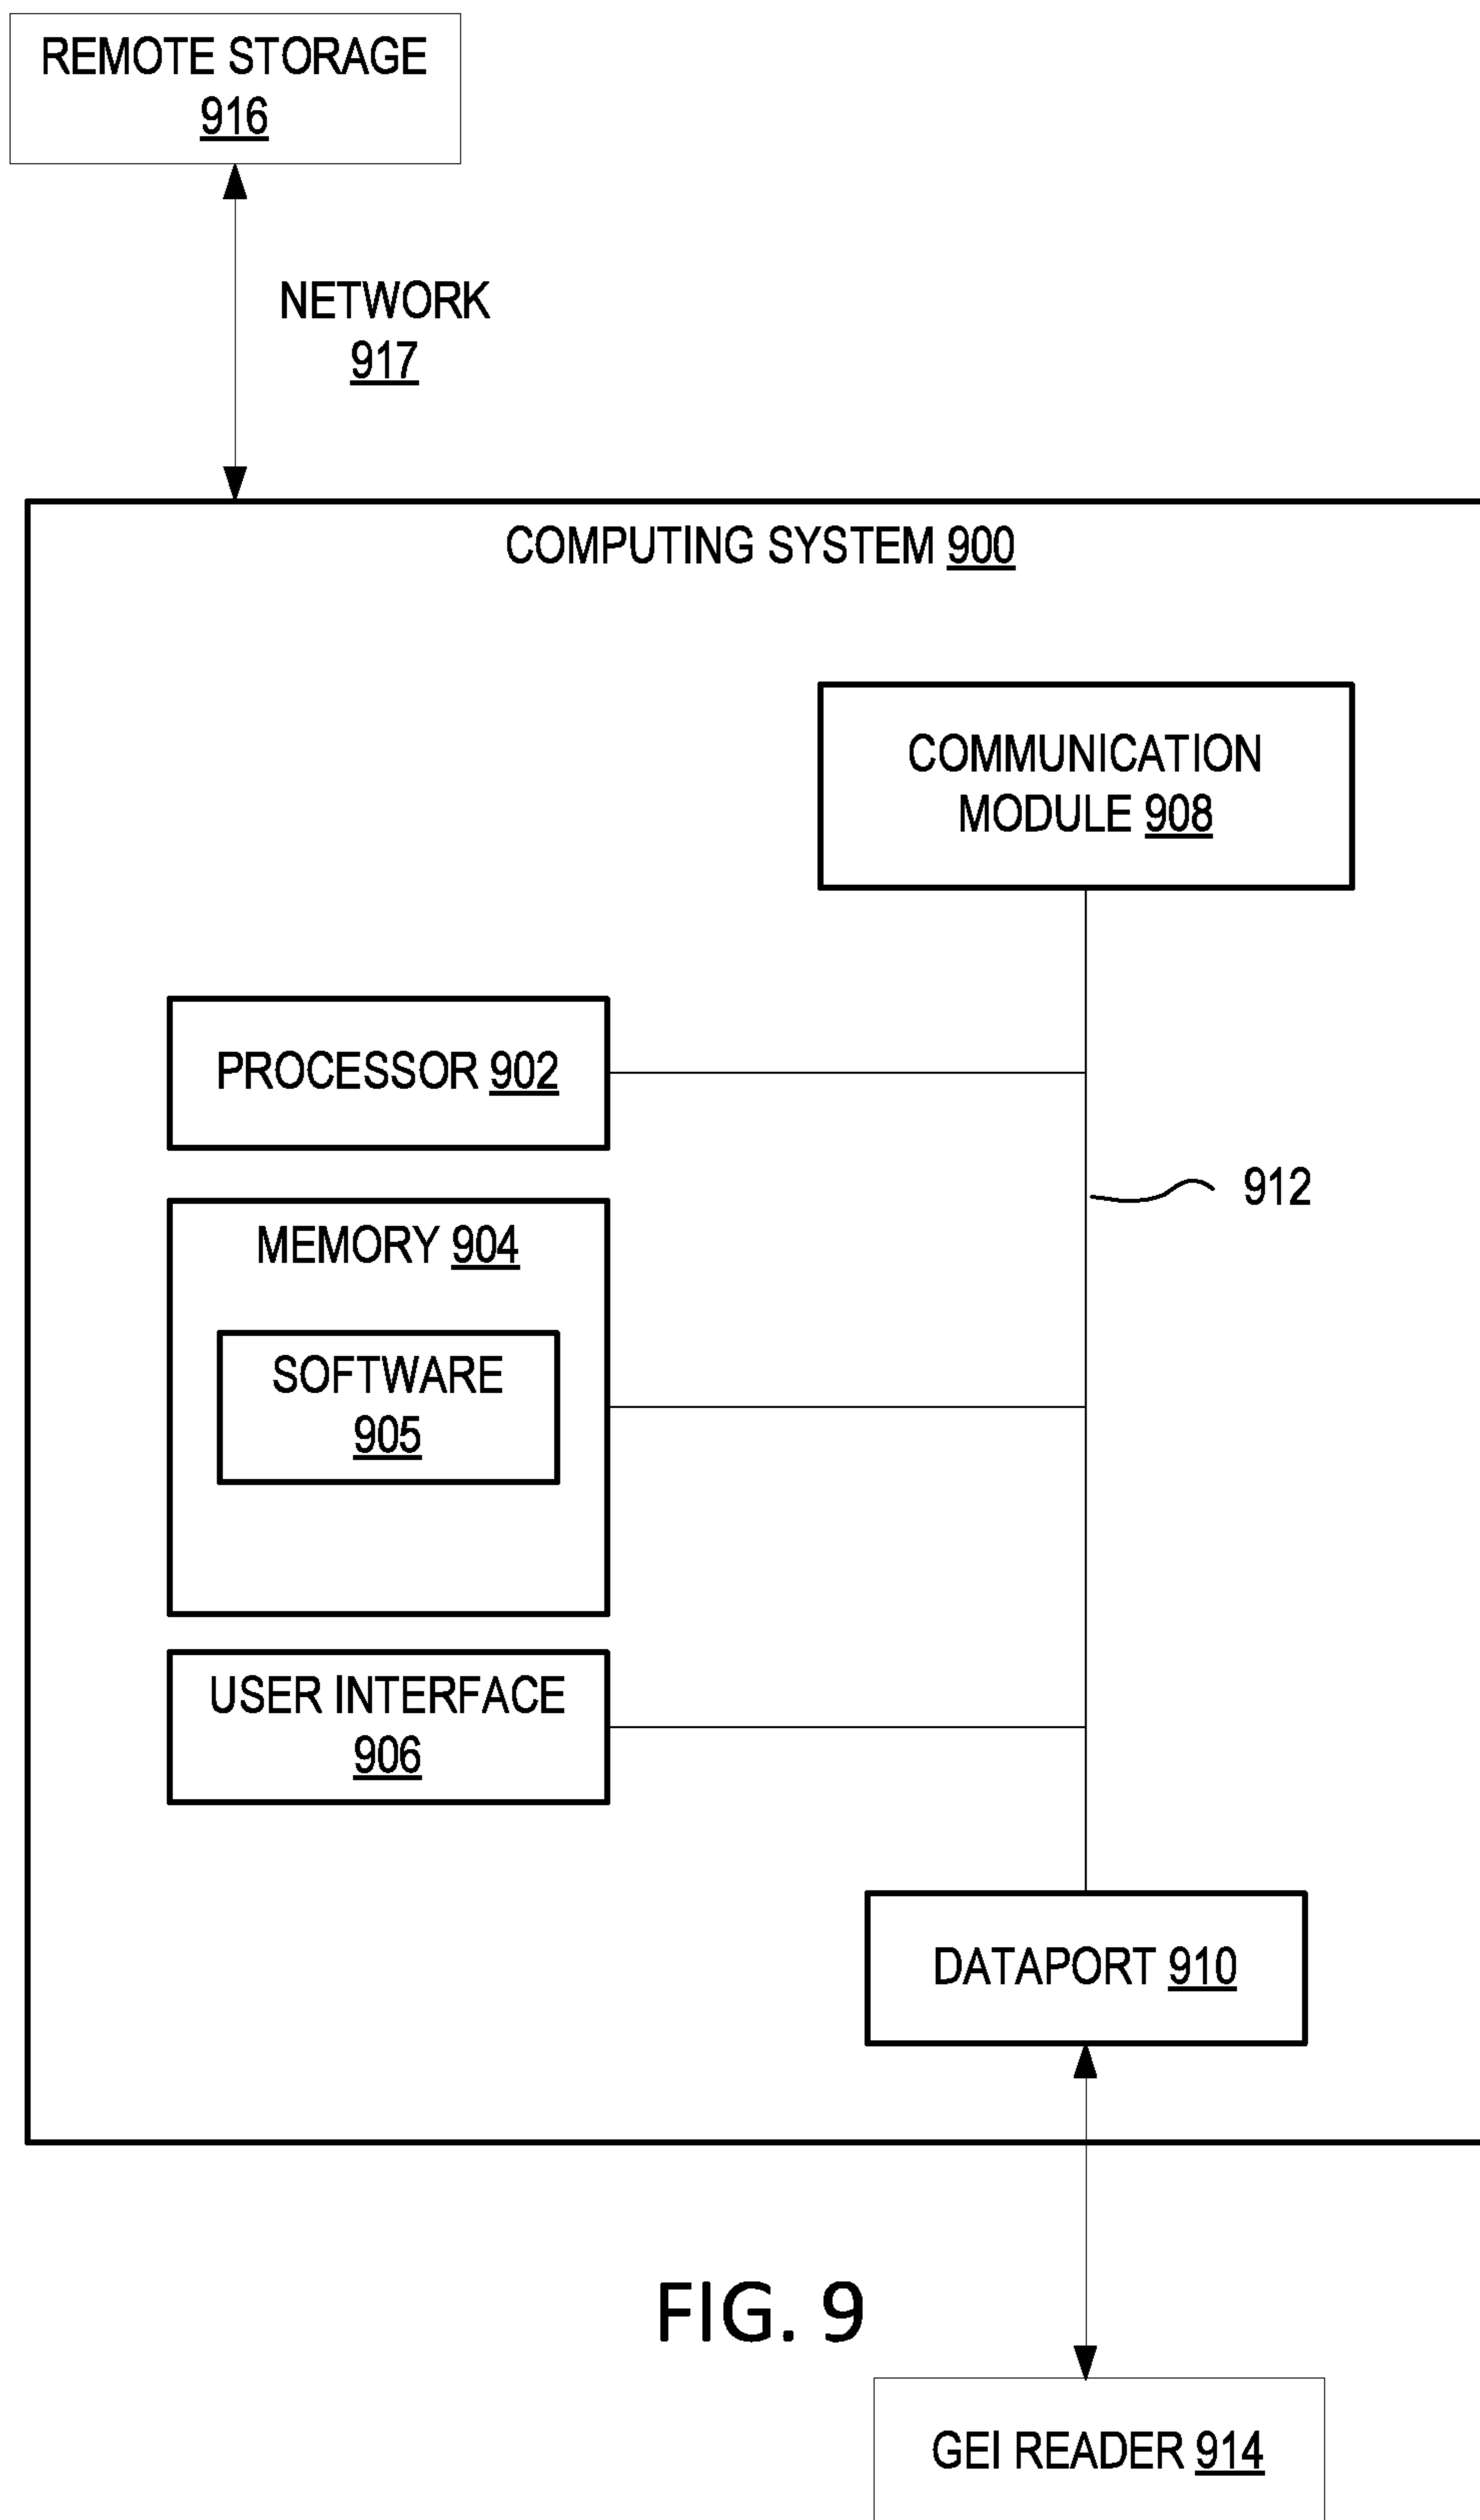 REMOTE STORAGE
916
NETWORK
917
COMPUTING SYSTEM 900
COMMUNICATION
MODULE 908
PROCESSOR 902
912
MEMORY 904
SOFTWARE
905
USER INTERFACE
906
DATAPORT 910
FIG. 9
GEI READER 914